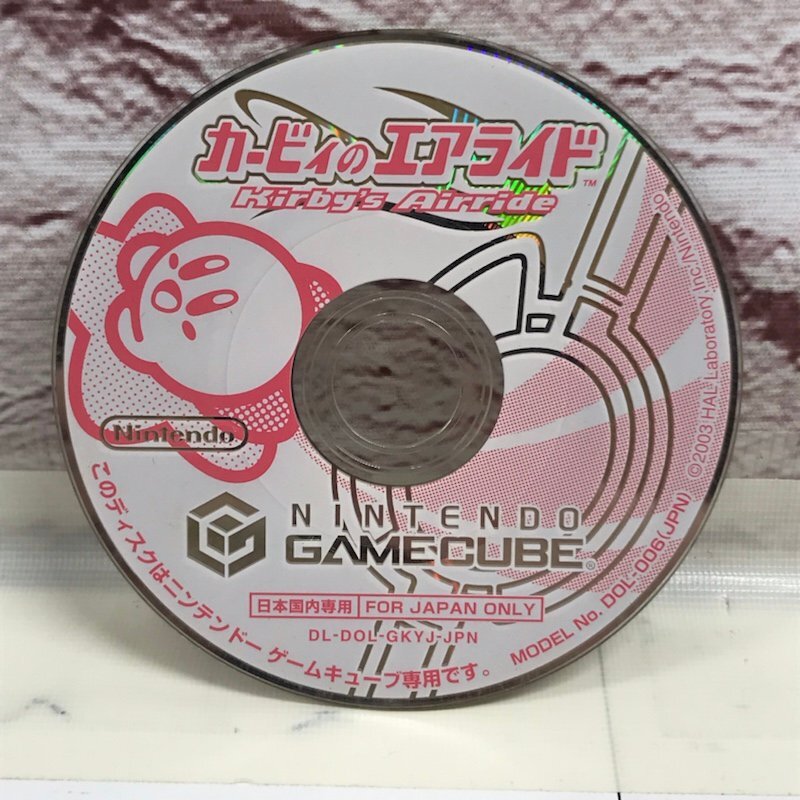 カービィのエアライド™
Kirby's Airride
Nintendo
©2003 HAL Laboratory, Inc./Nintendo
NINTENDO
GAMECUBE®
日本国内専用 FOR JAPAN ONLY
DL-DOL-GKYJ-JPN
MODEL No. DOL-006(JPN)
このディスクはニンテンドー ゲームキューブ専用です。